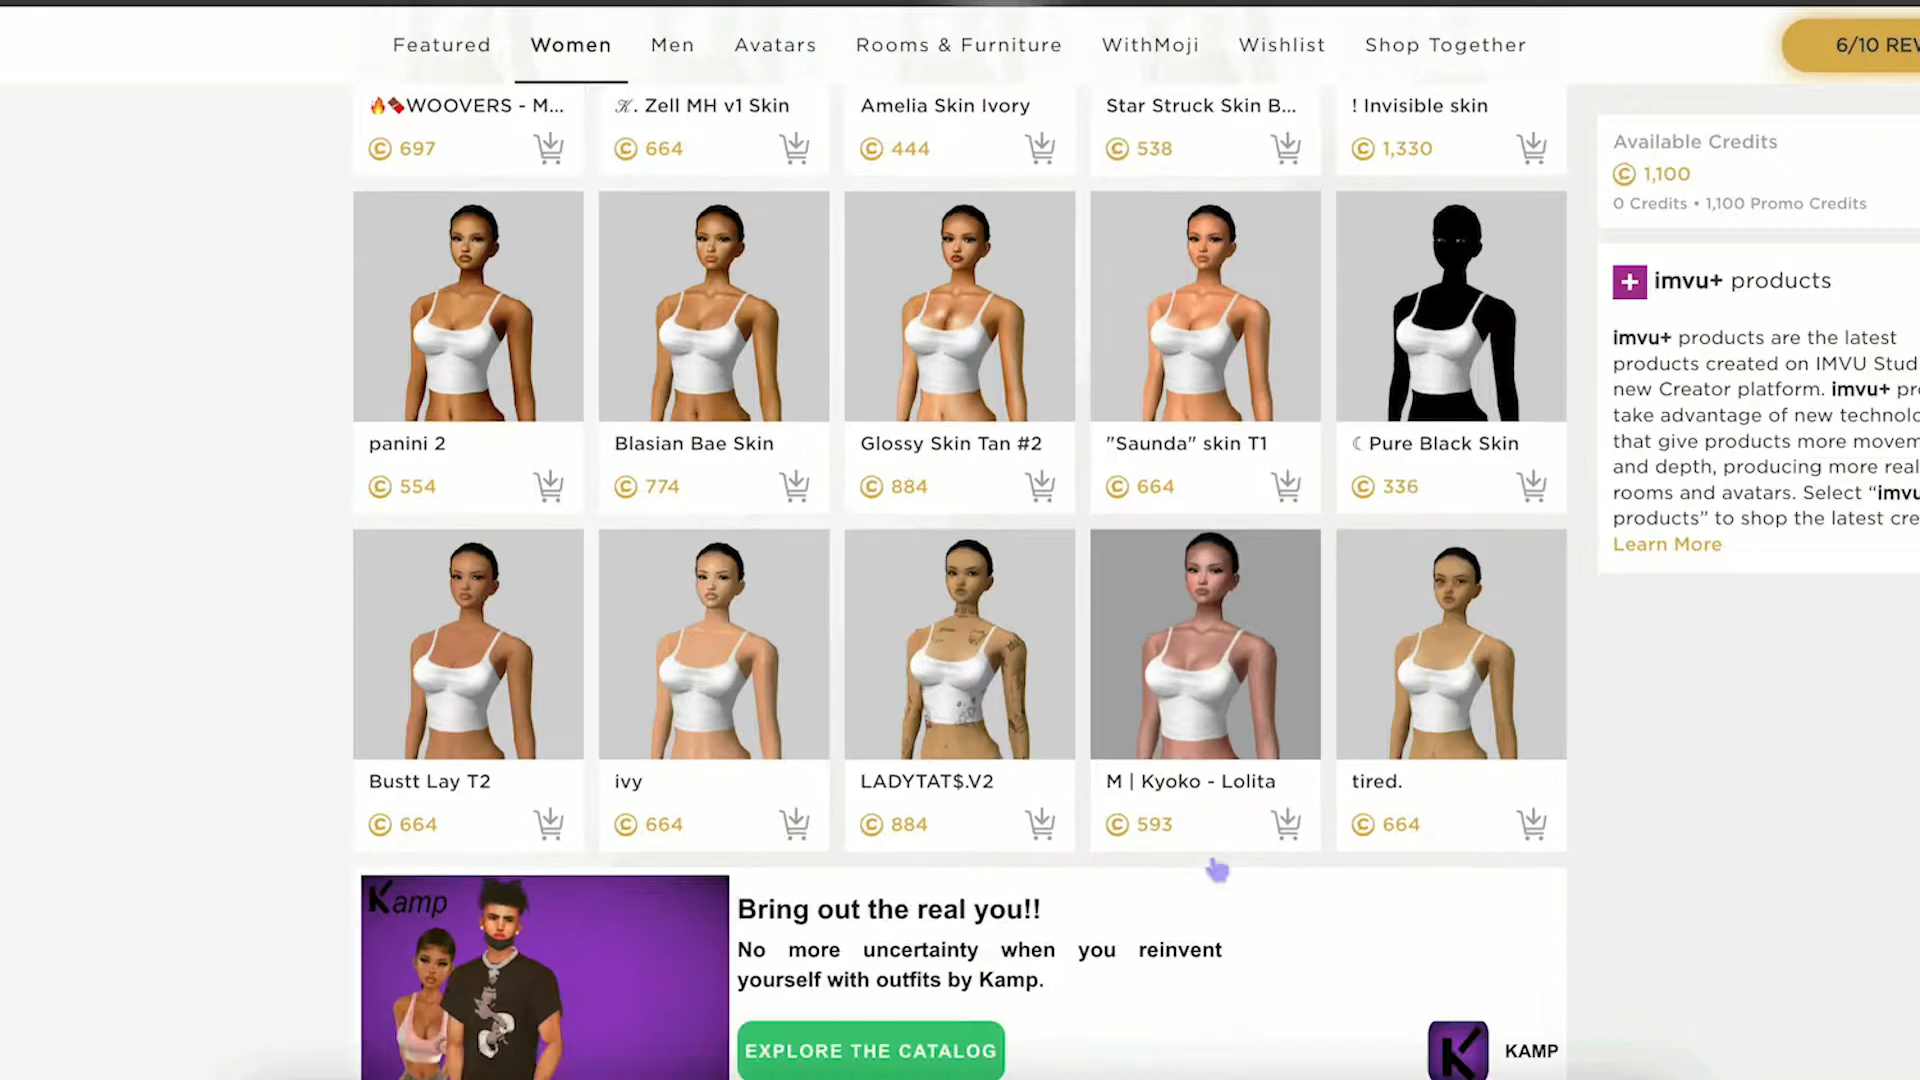 Featured
Women
Men
Avatars
Rooms & Furniture
WithMoji
Wishlist
Shop Together
6/10 REV
🔥🍫WOOVERS - M...
𝒦. Zell MH v1 Skin
Amelia Skin Ivory
Star Struck Skin B...
! Invisible skin
697
664
444
538
1,330
Available Credits
1,100
0 Credits • 1,100 Promo Credits
imvu+ products
imvu+ products are the latest
products created on IMVU Stud
new Creator platform. imvu+ pro
take advantage of new technolo
that give products more movem
and depth, producing more real
rooms and avatars. Select “imvu
products” to shop the latest cre
Learn More
panini 2
Blasian Bae Skin
Glossy Skin Tan #2
"Saunda" skin T1
☾Pure Black Skin
554
774
884
664
336
Bustt Lay T2
ivy
LADYTAT$.V2
M | Kyoko - Lolita
tired.
664
664
884
593
664
Kamp
Bring out the real you!!
No more uncertainty when you reinvent
yourself with outfits by Kamp.
EXPLORE THE CATALOG
K
KAMP